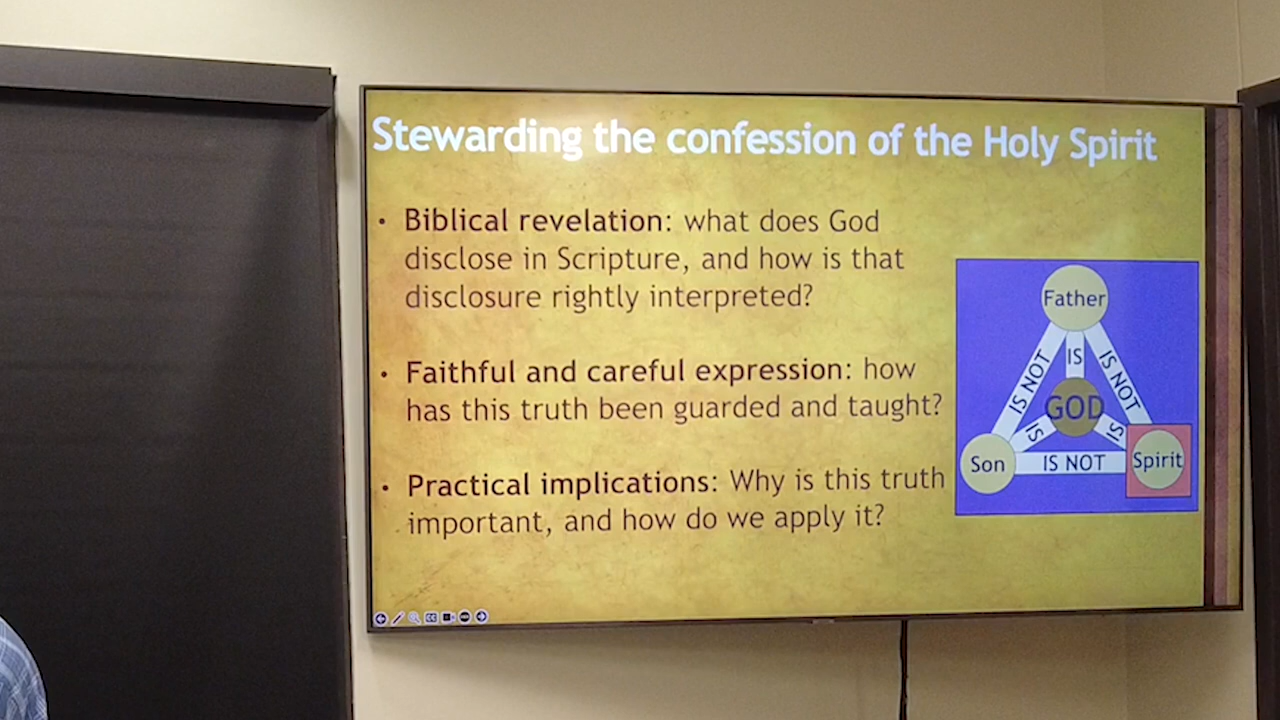 Stewarding the confession of the Holy Spirit
• Biblical revelation: what does God
disclose in Scripture, and how is that
disclosure rightly interpreted?
• Faithful and careful expression: how
has this truth been guarded and taught?
• Practical implications: Why is this truth
important, and how do we apply it?
Father
IS NOT
IS
IS NOT
GOD
IS
IS
Son
IS NOT
Spirit